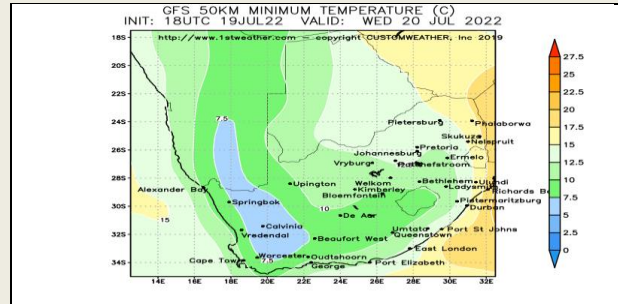 GFS 50KM MINIMUM TEMPERATURE (C)
INIT: 18UTC 19JUL22 VALID: WED 20 JUL 2022
http://www.1stweather.com — copyright CUSTOMWEATHER, Inc 2019
18S
20S
22S
24S
26S
28S
30S
32S
34S
7.5
Pietersburg
Phalaborwa
Skukuza
Nelspruit
Pretoria
Johannesburg
Ermelo
Vryburg
Welkom
Bethlehem
Ulundi
Kimberley
Ladysmith
Alexander Bay
Upington
Bloemfontein
Richards B
Springbok
10
Pietermaritzburg
Durban
15
De Aar
Calvinia
Vredendal
Umtata
Port St Johns
Beaufort West
Queenstown
East London
Worcester
Oudtshoorn
Cape Town
7.5
George
Port Elizabeth
14E 16E 18E 20E 22E 24E 26E 28E 30E 32E
27.5
25
22.5
20
17.5
15
12.5
10
7.5
5
2.5
0